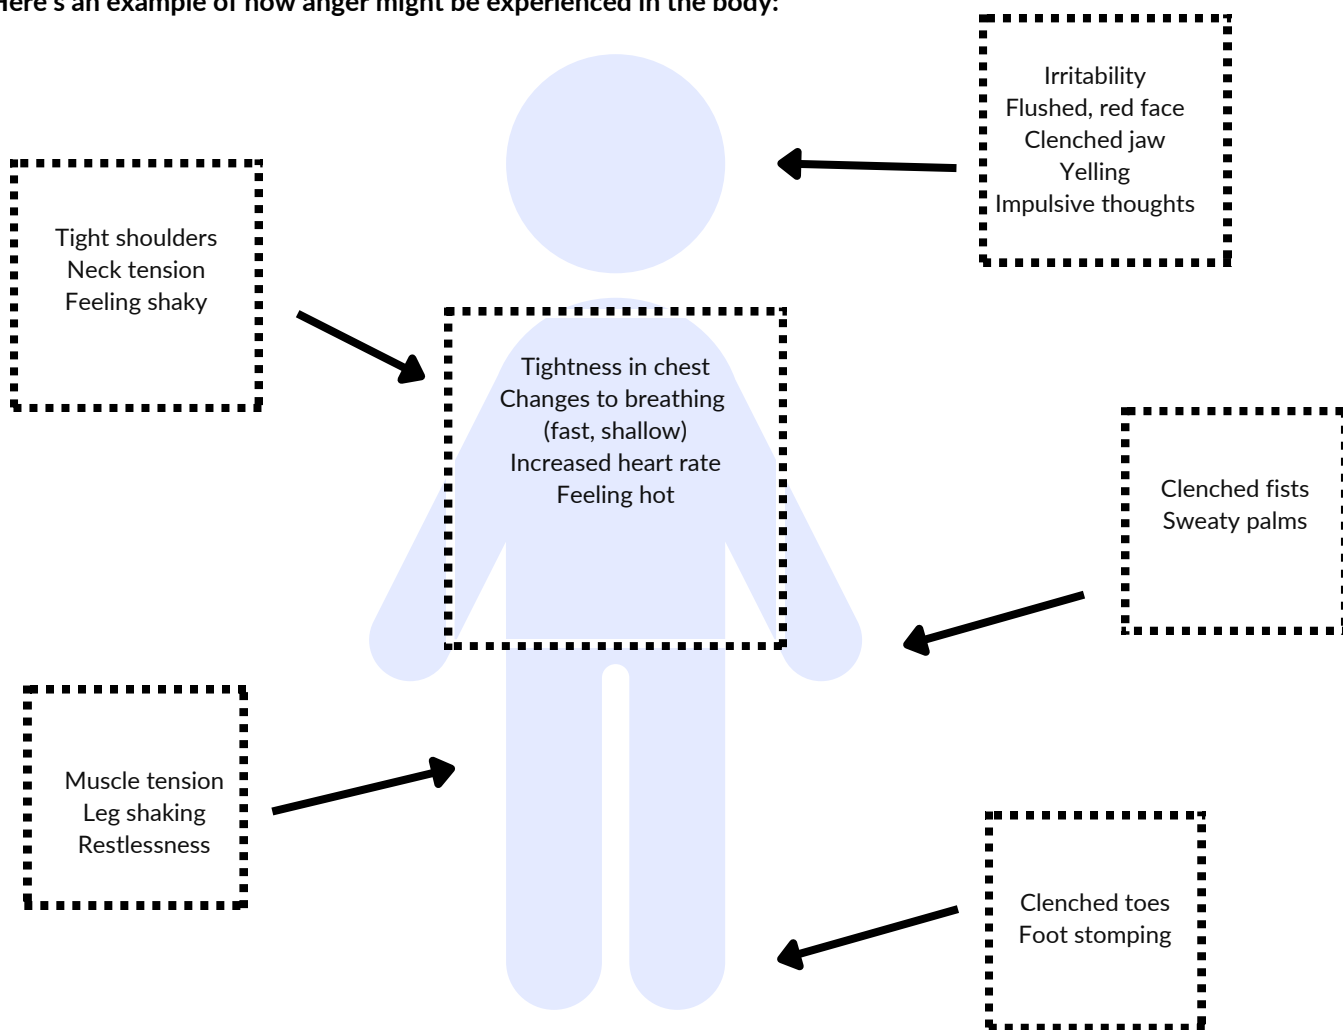 Here's an example of how anger might be experienced in the body:
Irritability
Flushed, red face
Clenched jaw
Yelling
Impulsive thoughts
Tight shoulders
Neck tension
Feeling shaky
Tightness in chest
Changes to breathing
(fast, shallow)
Increased heart rate
Feeling hot
Clenched fists
Sweaty palms
Muscle tension
Leg shaking
Restlessness
Clenched toes
Foot stomping